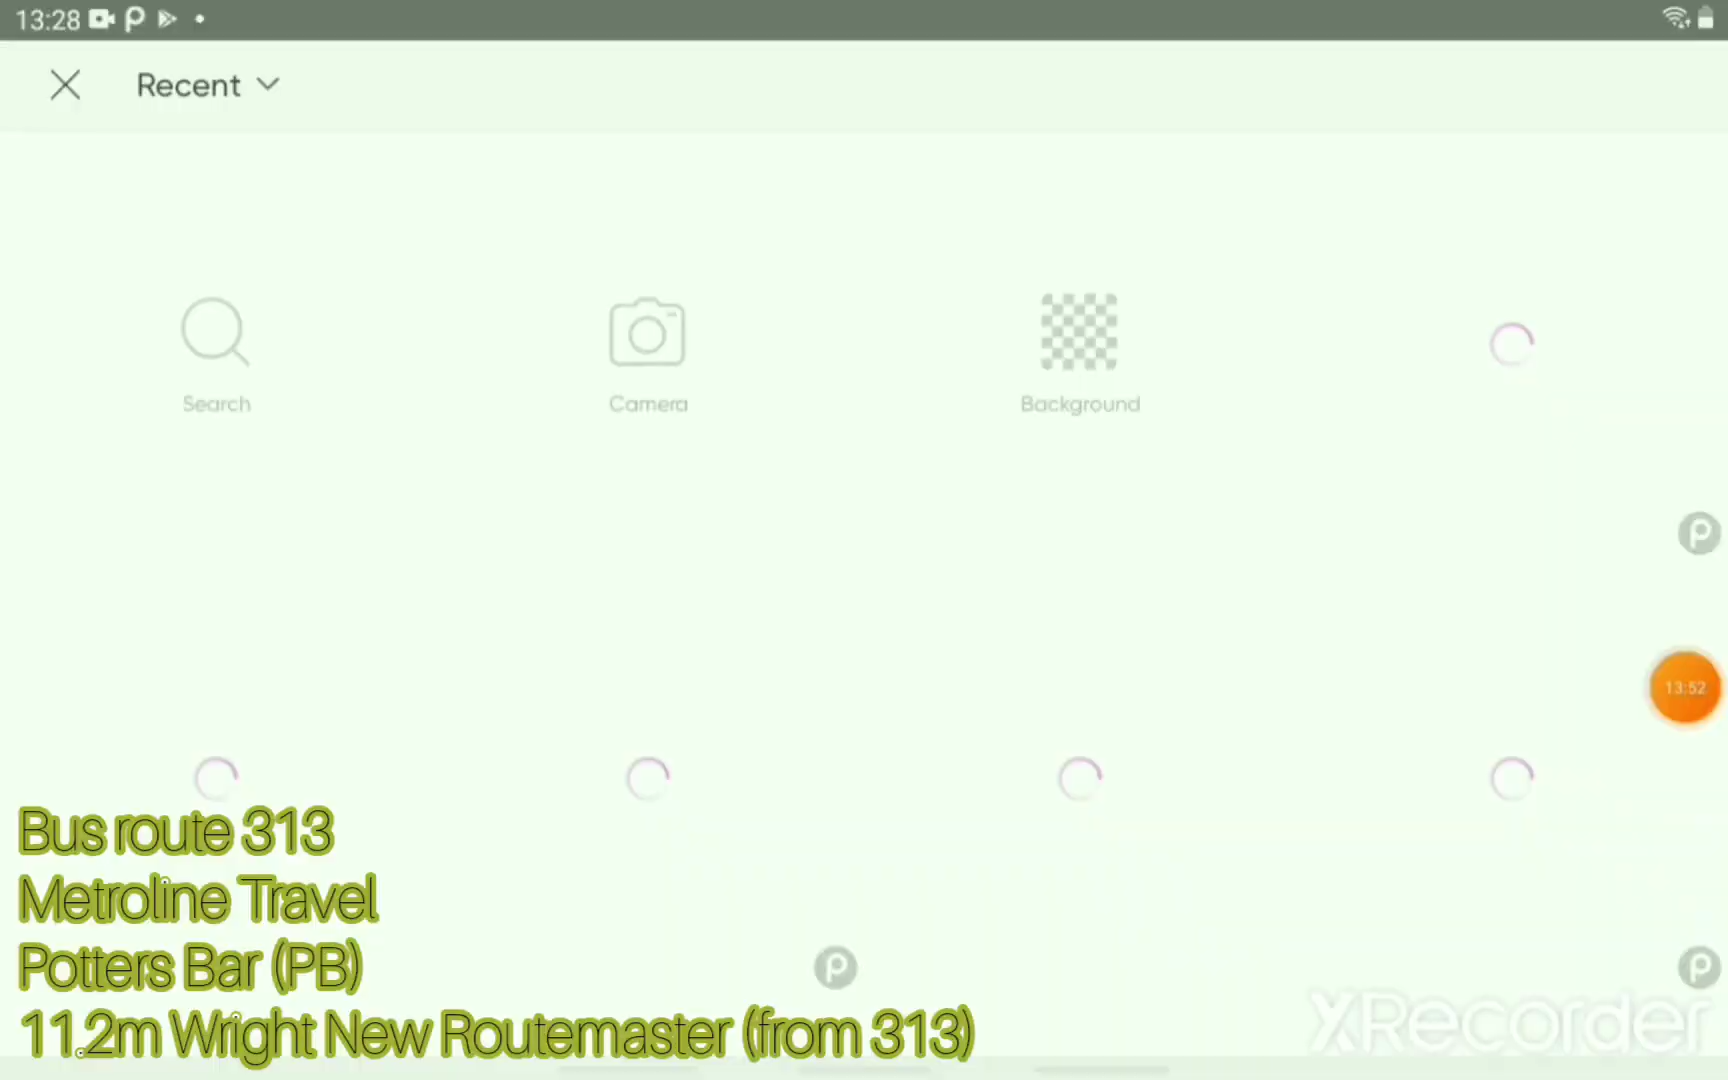 13:28
Recent
Search
Camera
Background
13:52
Bus route 313
Metroline Travel
Potters Bar (PB)
11.2m Wright New Routemaster (from 313)
XRecorder